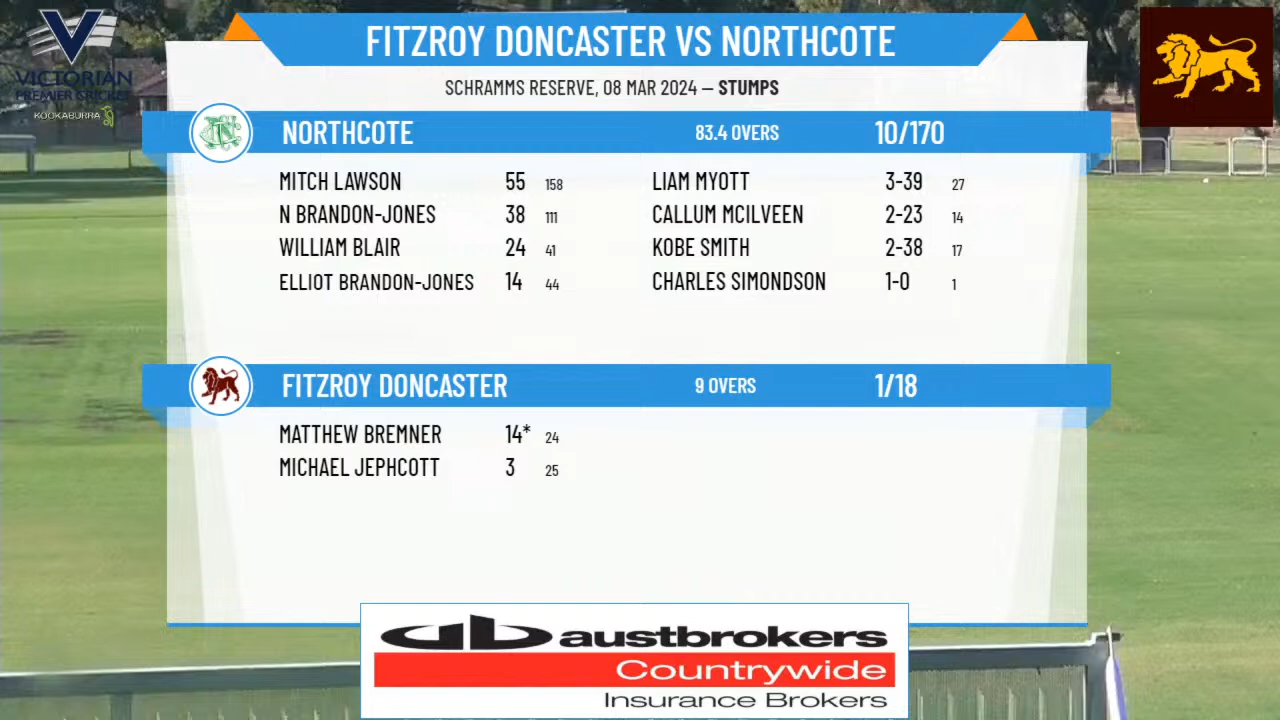 FITZROY DONCASTER VS NORTHCOTE
SCHRAMMS RESERVE, 08 MAR 2024 – STUMPS
VICTORIAN
PREMIER CRICKET
KOOKABURRA
NORTHCOTE 83.4 OVERS 10/170
MITCH LAWSON 55 158 LIAM MYOTT 3-39 27
N BRANDON-JONES 38 111 CALLUM MCILVEEN 2-23 14
WILLIAM BLAIR 24 41 KOBE SMITH 2-38 17
ELLIOT BRANDON-JONES 14 44 CHARLES SIMONDSON 1-0 1
FITZROY DONCASTER 9 OVERS 1/18
MATTHEW BREMNER 14* 24
MICHAEL JEPHCOTT 3 25
ab austbrokers
Countrywide
Insurance Brokers